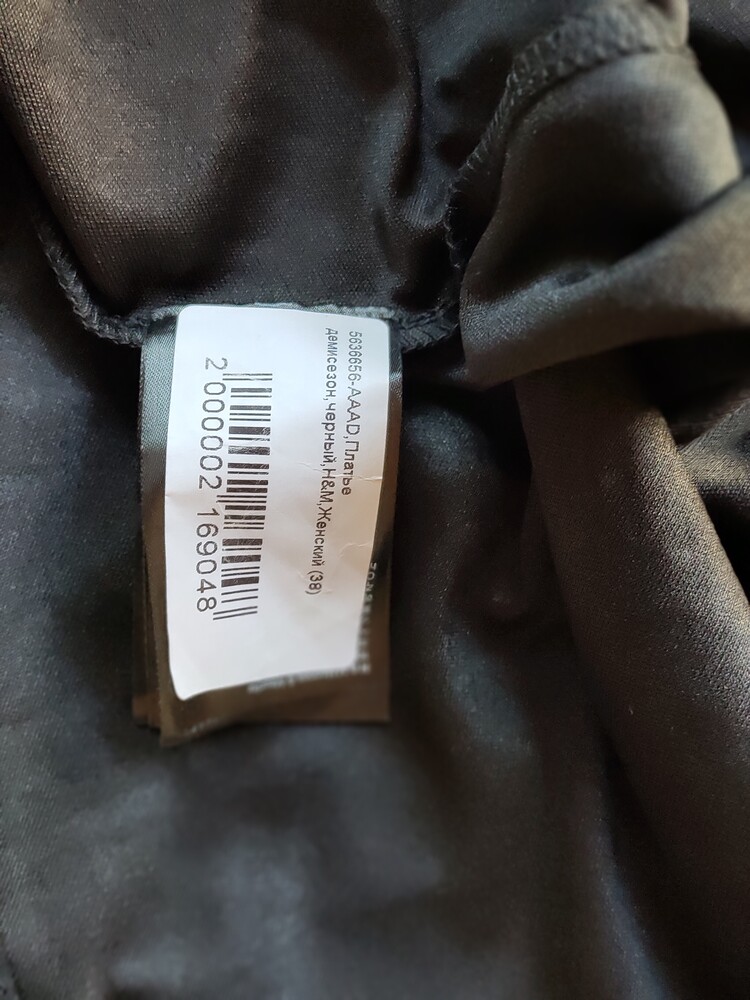 5636656-AAAD,Платье
демисезон,черный,H&M,Женский (38)
2 000002 169048